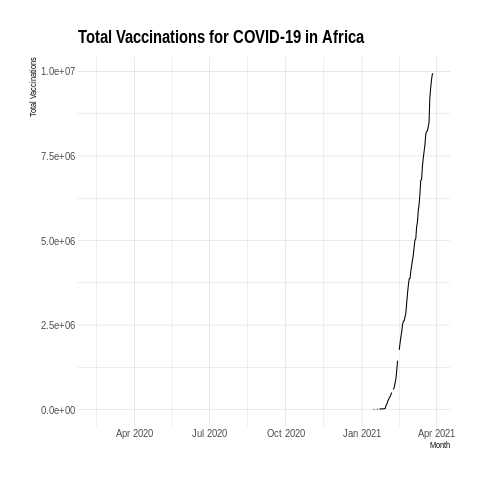 Total Vaccinations for COVID-19 in Africa
Total Vaccinations
1.0e+07
7.5e+06
5.0e+06
2.5e+06
0.0e+00
Apr 2020 Jul 2020 Oct 2020 Jan 2021 Apr 2021
Month